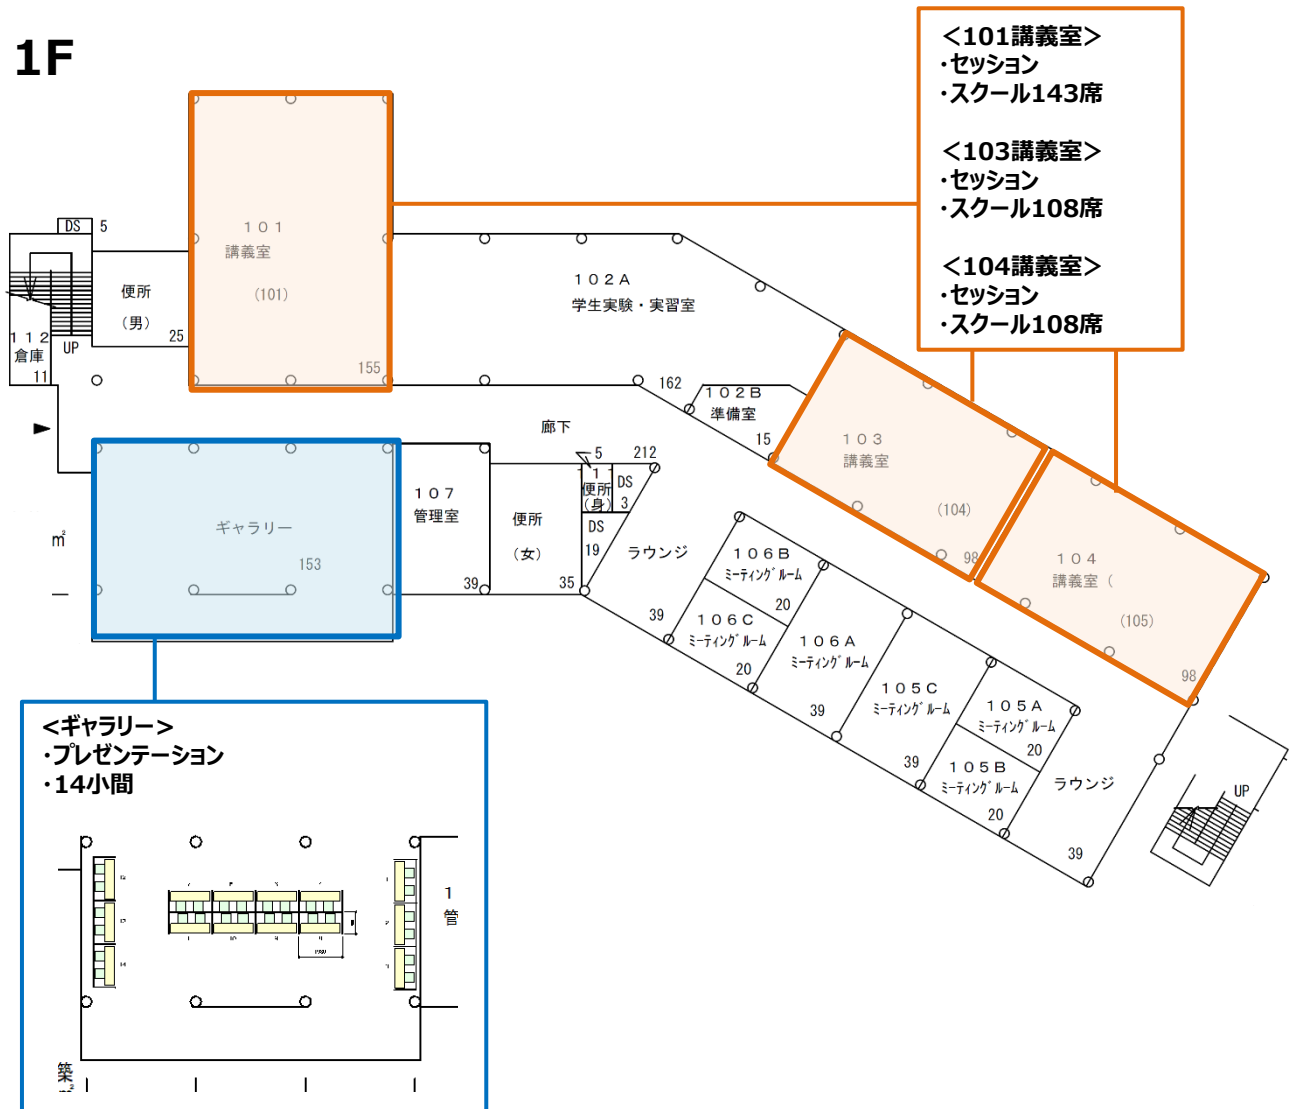 1F
<101講義室>
・セッション
・スクール143席
<103講義室>
・セッション
・スクール108席
<104講義室>
・セッション
・スクール108席
DS 5
便所
(男)
25
112
倉庫
11
UP
101
講義室
(101)
155
102A
学生実験・実習室
162
102B
準備室
15
103
講義室
(104)
98
104
講義室(
(105)
98
廊下
212
ギャラリー
153
㎡
107
管理室
39
便所
(女)
35
5
便所
(身)
DS
3
DS
19
ラウンジ
39
106B
ミーティングルーム
20
106C
ミーティングルーム
20
106A
ミーティングルーム
39
105C
ミーティングルーム
39
105A
ミーティングルーム
20
105B
ミーティングルーム
20
ラウンジ
39
UP
<ギャラリー>
・プレゼンテーション
・14小間
1
管
築